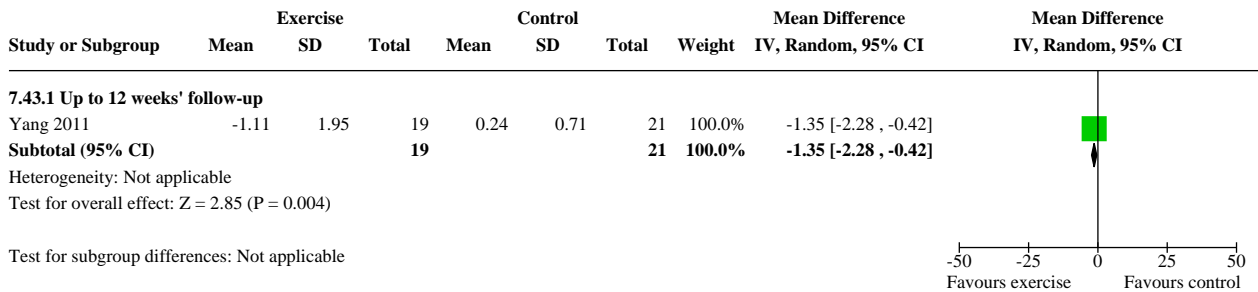 Exercise Control Mean Difference Mean Difference
Study or Subgroup Mean SD Total Mean SD Total Weight IV, Random, 95% CI IV, Random, 95% CI
7.43.1 Up to 12 weeks' follow-up
Yang 2011 -1.11 1.95 19 0.24 0.71 21 100.0% -1.35 [-2.28 , -0.42]
Subtotal (95% CI) 19 21 100.0% -1.35 [-2.28 , -0.42]
Heterogeneity: Not applicable
Test for overall effect: Z = 2.85 (P = 0.004)
Test for subgroup differences: Not applicable
-50 -25 0 25 50
Favours exercise Favours control